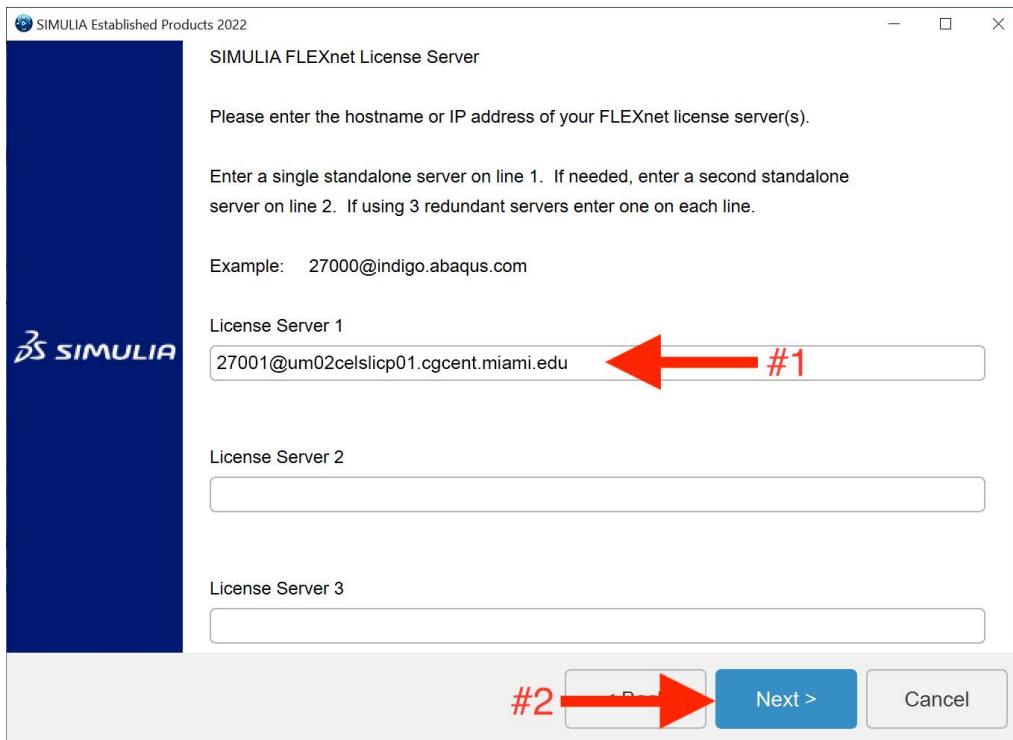 SIMULIA Established Products 2022
SIMULIA FLEXnet License Server
Please enter the hostname or IP address of your FLEXnet license server(s).
Enter a single standalone server on line 1. If needed, enter a second standalone
server on line 2. If using 3 redundant servers enter one on each line.
Example: 27000@indigo.abaqus.com
License Server 1
SIMULIA
27001@um02celslicp01.cgcent.miami.edu
#1
License Server 2
License Server 3
#2
Next >
Cancel